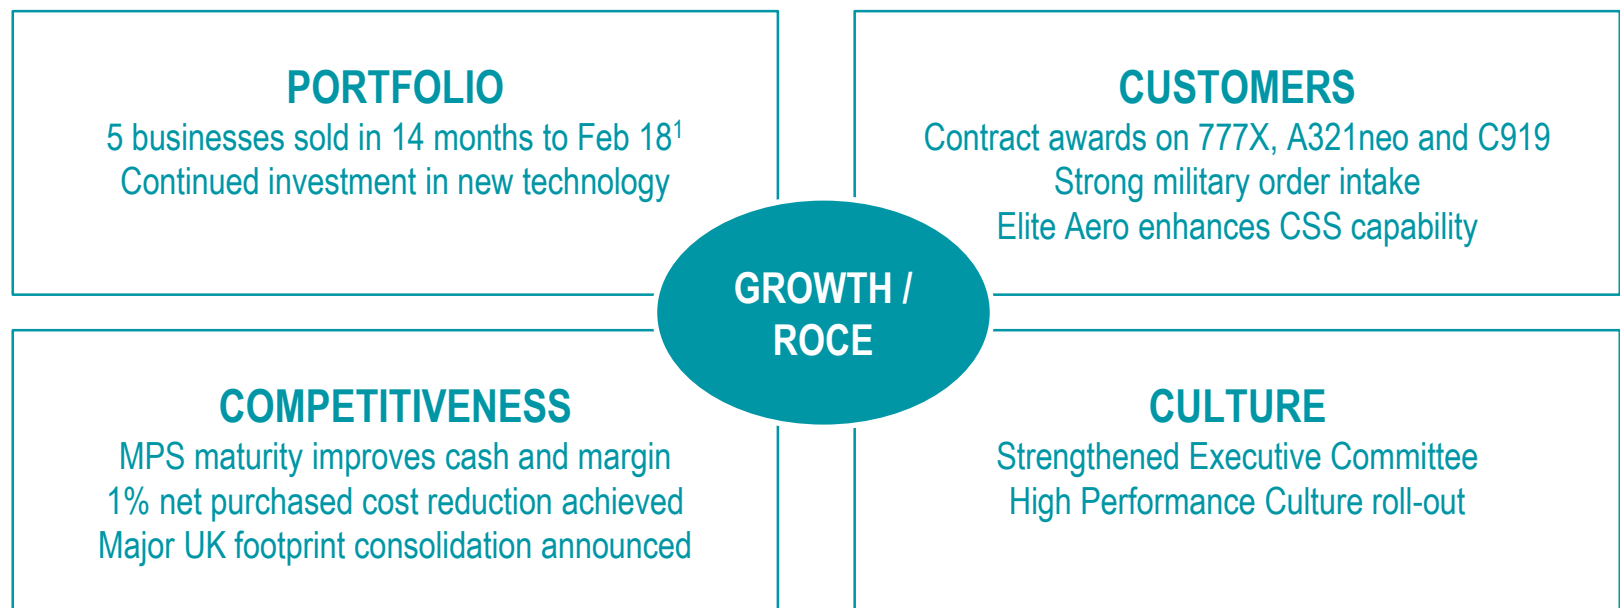 PORTFOLIO
5 businesses sold in 14 months to Feb 18¹
Continued investment in new technology
CUSTOMERS
Contract awards on 777X, A321neo and C919
Strong military order intake
Elite Aero enhances CSS capability
GROWTH /
ROCE
COMPETITIVENESS
MPS maturity improves cash and margin
1% net purchased cost reduction achieved
Major UK footprint consolidation announced
CULTURE
Strengthened Executive Committee
High Performance Culture roll-out